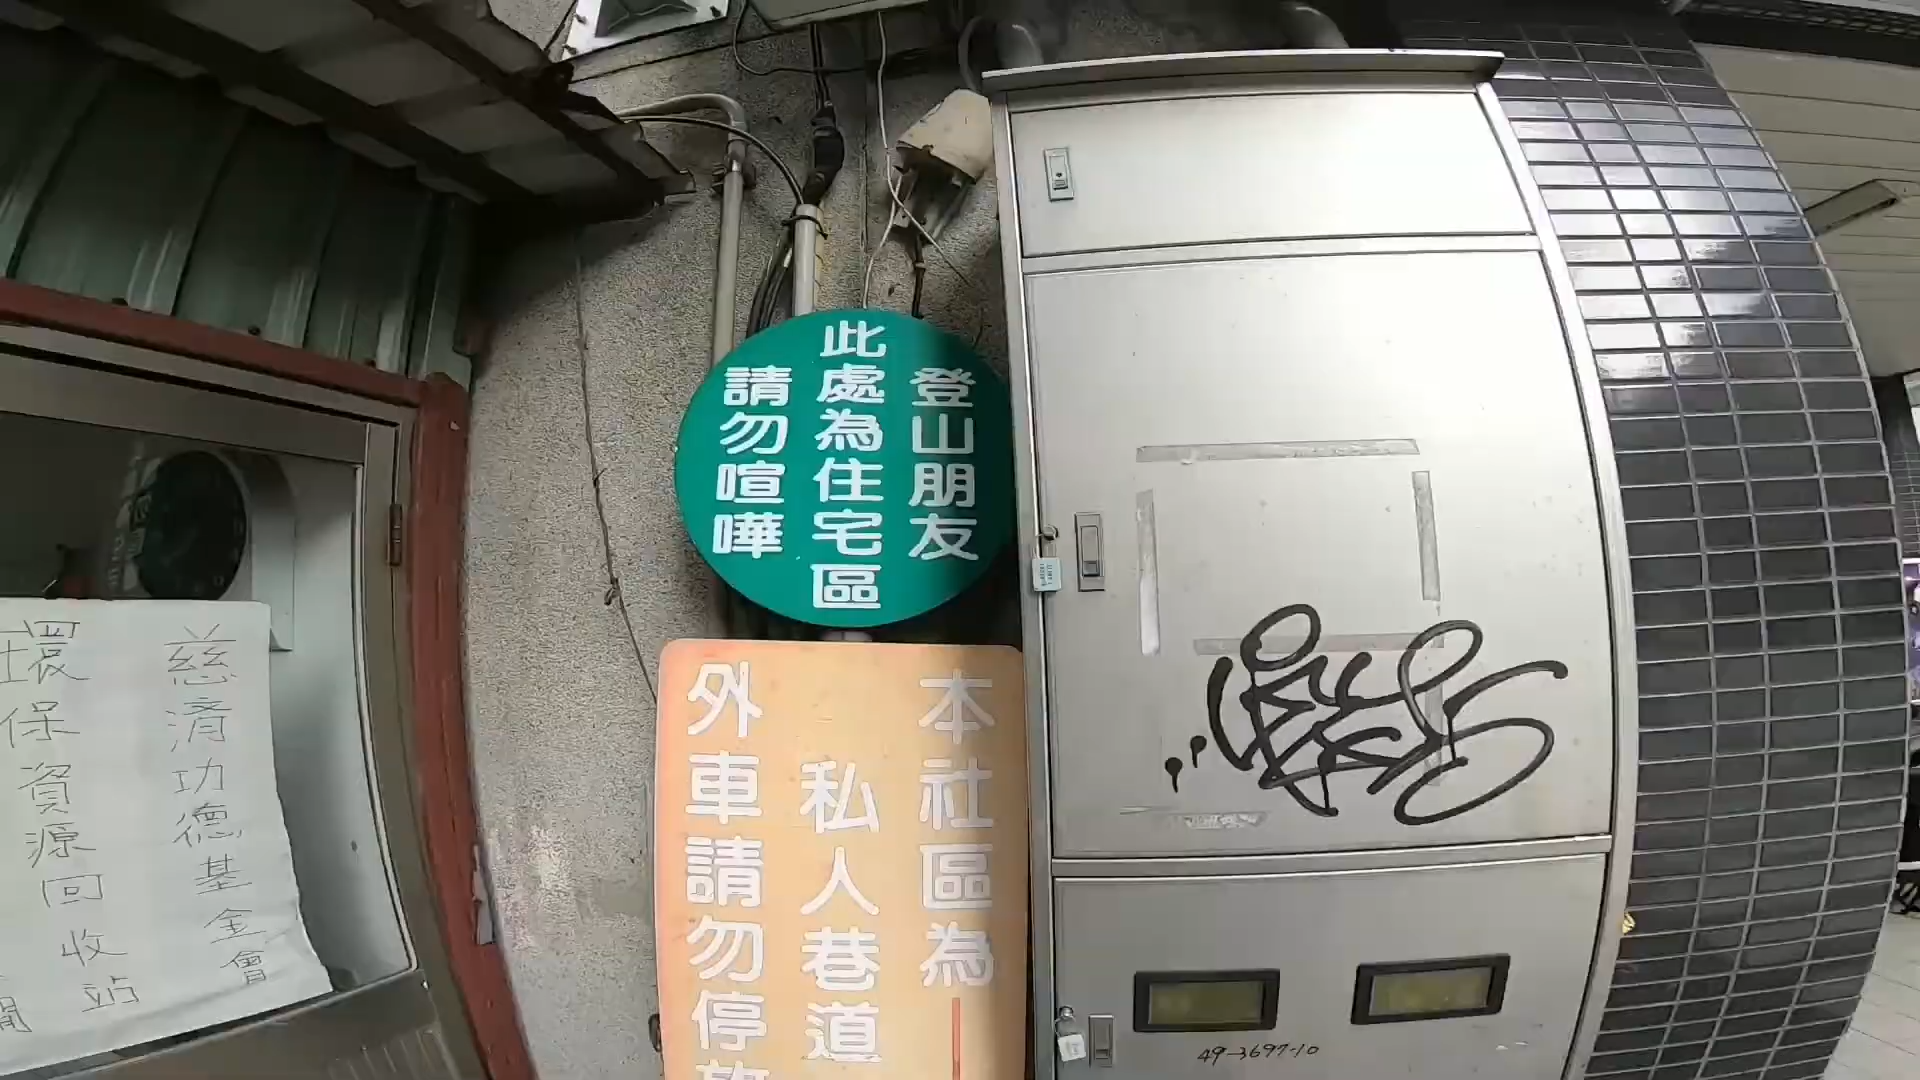 登山朋友
此處為住宅區
請勿喧嘩
本社區為
私人巷道
外車請勿停放
慈濟功德基金會
環保資源回收站
49-3697-10